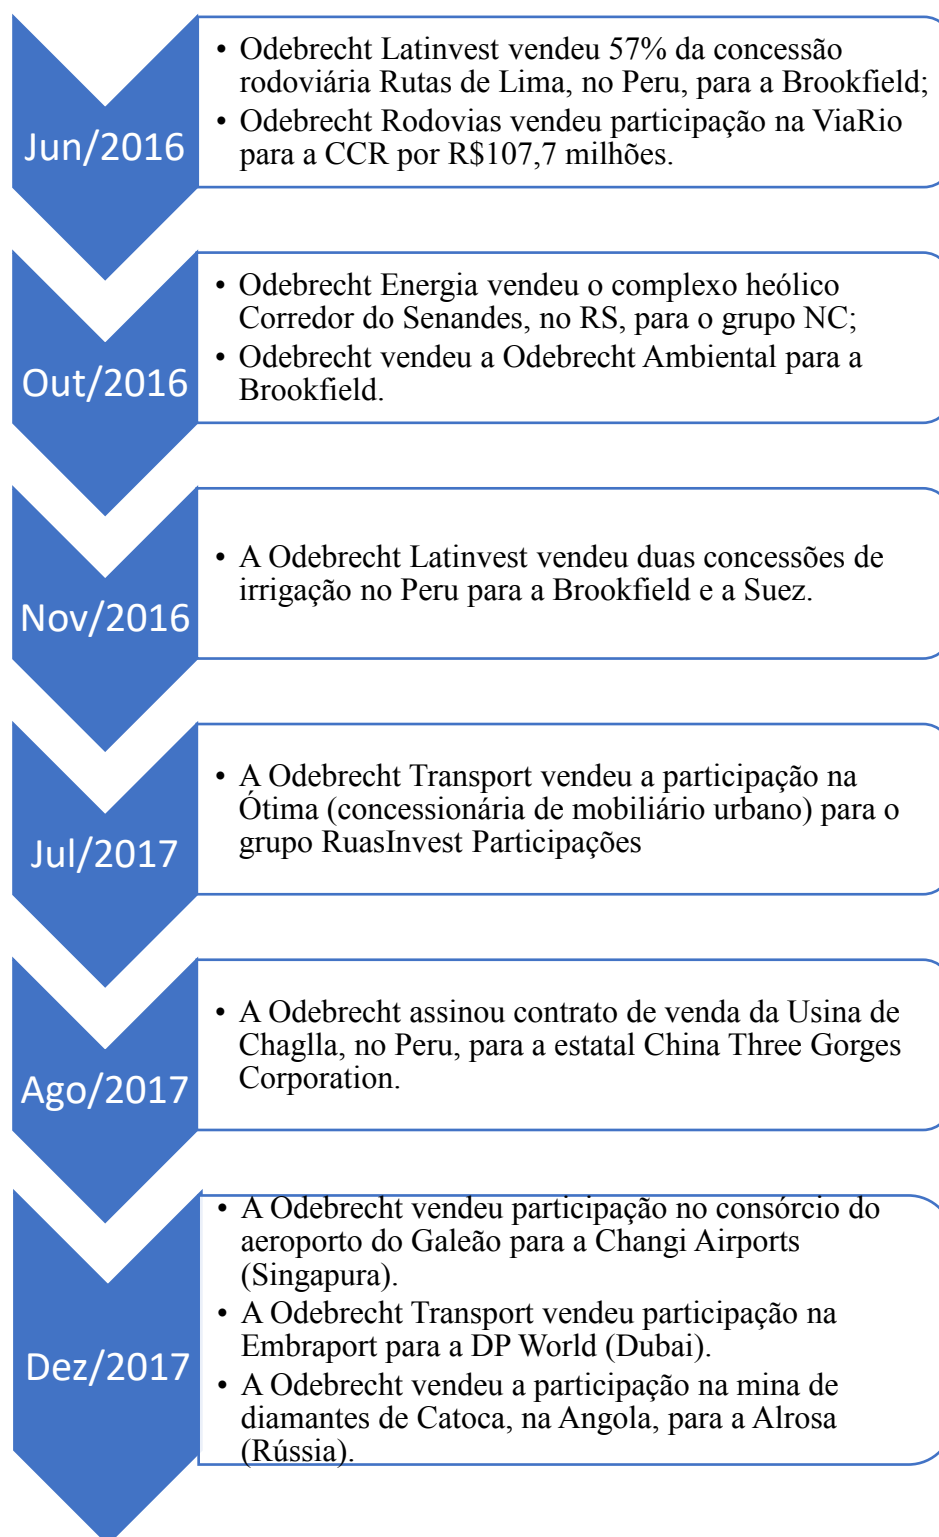 Jun/2016
• Odebrecht Latinvest vendeu 57% da concessão
rodoviária Rutas de Lima, no Peru, para a Brookfield;
• Odebrecht Rodovias vendeu participação na ViaRio
para a CCR por R$107,7 milhões.
Out/2016
• Odebrecht Energia vendeu o complexo heólico
Corredor do Senandes, no RS, para o grupo NC;
• Odebrecht vendeu a Odebrecht Ambiental para a
Brookfield.
Nov/2016
• A Odebrecht Latinvest vendeu duas concessões de
irrigação no Peru para a Brookfield e a Suez.
Jul/2017
• A Odebrecht Transport vendeu a participação na
Ótima (concessionária de mobiliário urbano) para o
grupo RuasInvest Participações
Ago/2017
• A Odebrecht assinou contrato de venda da Usina de
Chaglla, no Peru, para a estatal China Three Gorges
Corporation.
Dez/2017
• A Odebrecht vendeu participação no consórcio do
aeroporto do Galeão para a Changi Airports
(Singapura).
• A Odebrecht Transport vendeu participação na
Embraport para a DP World (Dubai).
• A Odebrecht vendeu a participação na mina de
diamantes de Catoca, na Angola, para a Alrosa
(Rússia).